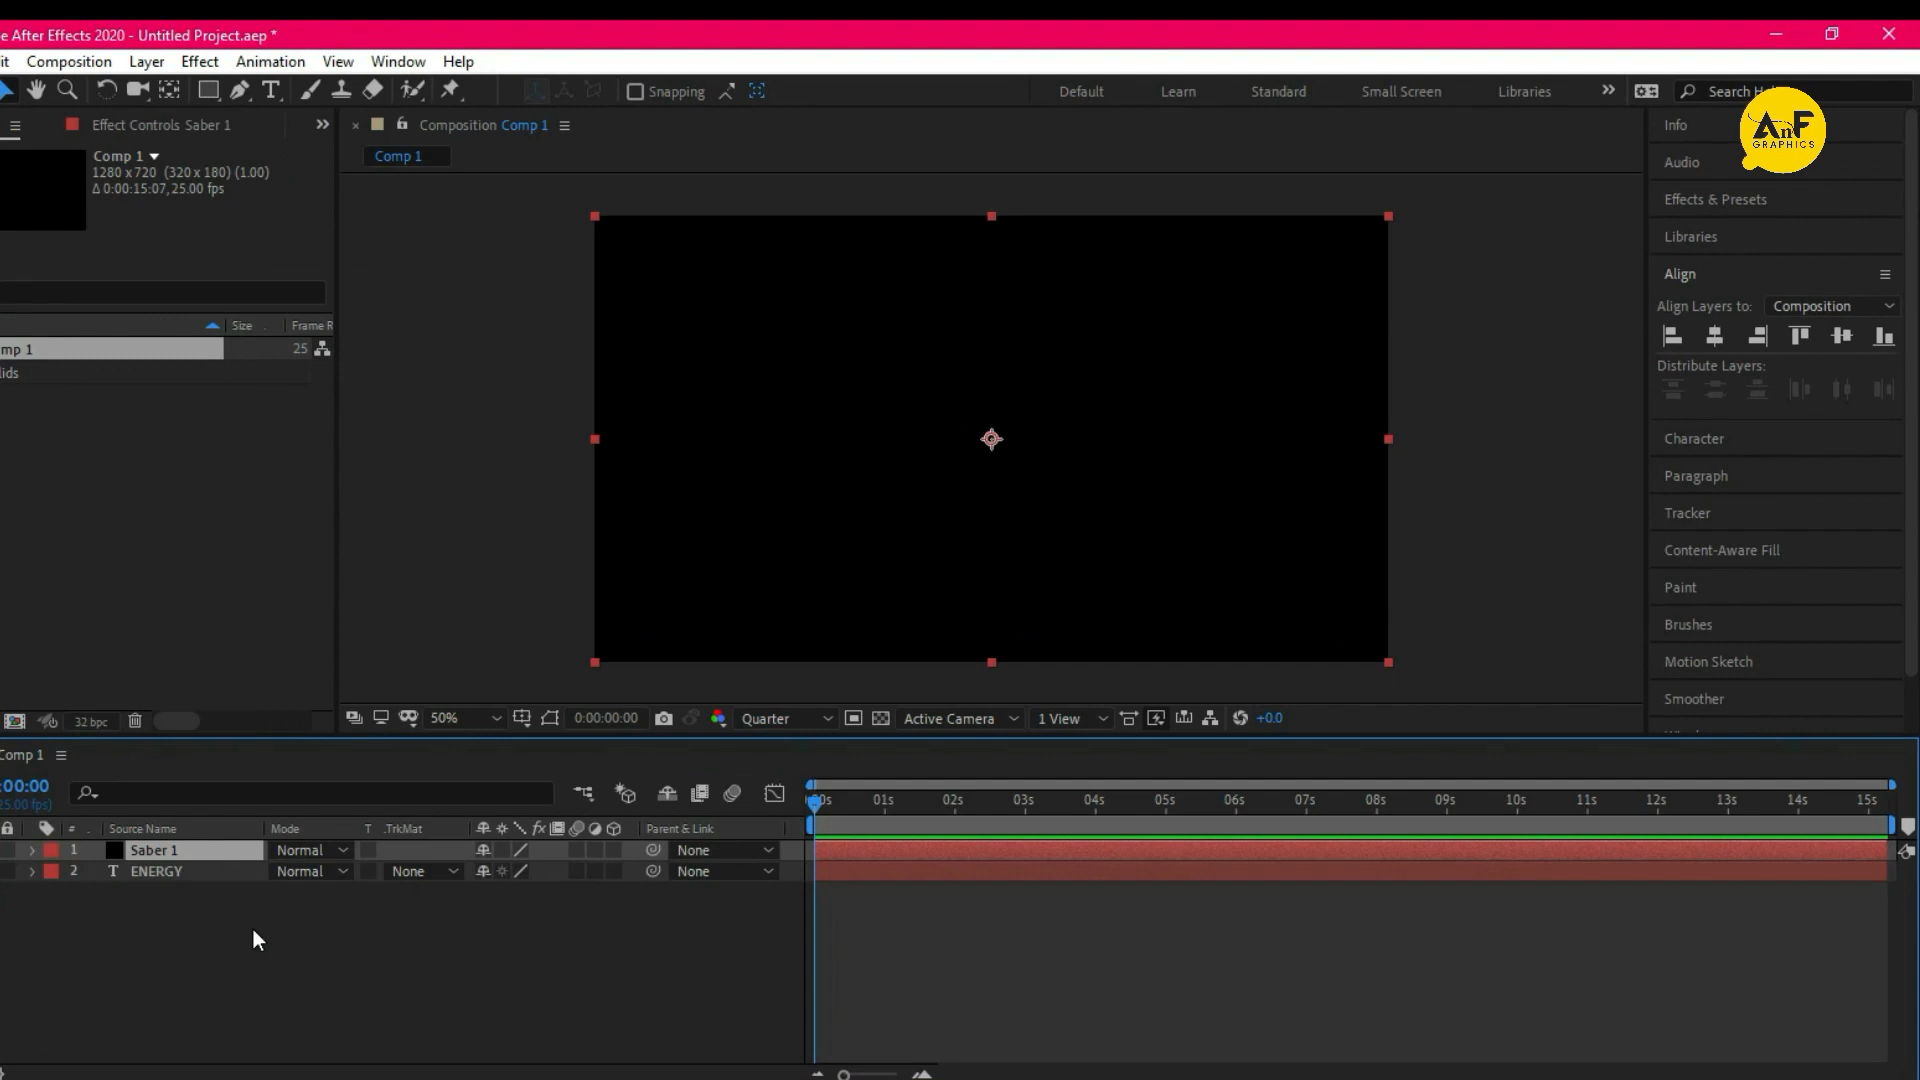 e After Effects 2020 - Untitled Project.aep *
it Composition Layer Effect Animation View Window Help
Snapping
Default Learn Standard Small Screen Libraries
Search H
AnF
GRAPHICS
Effect Controls Saber 1
Composition Comp 1
Comp 1
Comp 1
1280 x 720 (320 x 180) (1.00)
Δ 0:00:15:07, 25.00 fps
Size Frame R
mp 1 25
lids
32 bpc
50% 0:00:00:00 Quarter Active Camera 1 View +0.0
Info
Audio
Effects & Presets
Libraries
Align
Align Layers to: Composition
Distribute Layers:
Character
Paragraph
Tracker
Content-Aware Fill
Paint
Brushes
Motion Sketch
Smoother
Comp 1
:00:00
25.00 fps)
00s 01s 02s 03s 04s 05s 06s 07s 08s 09s 10s 11s 12s 13s 14s 15s
# Source Name Mode T .TrkMat fx Parent & Link
1 Saber 1 Normal None
2 T ENERGY Normal None None